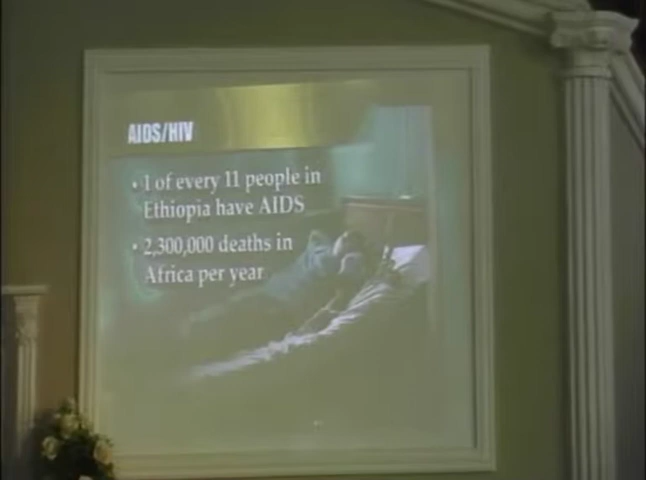 AIDS/HIV
• 1 of every 11 people in
Ethiopia have AIDS
• 2,300,000 deaths in
Africa per year